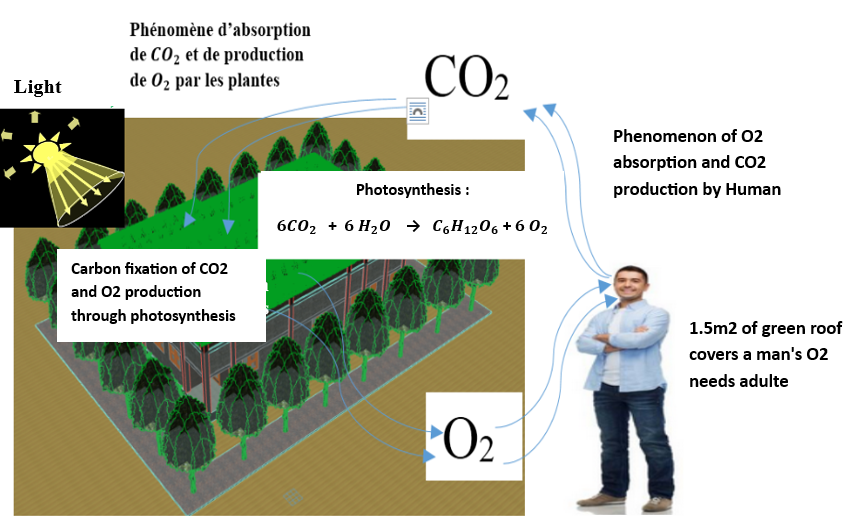 Phénomène d'absorption
de CO₂ et de production
de O₂ par les plantes
CO₂
Light
Phenomenon of O2
absorption and CO2
production by Human
Photosynthesis :
6CO₂ + 6 H₂O → C₆H₁₂O₆ + 6 O₂
Carbon fixation of CO2
and O2 production
through photosynthesis
1.5m2 of green roof
covers a man's O2
needs adulte
O₂